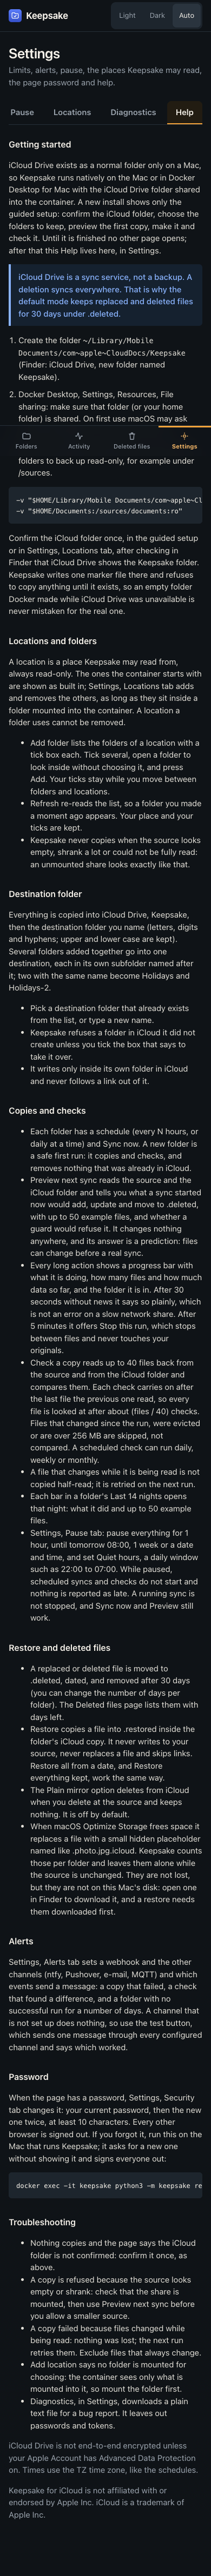 Keepsake
Light Dark Auto
Settings
Limits, alerts, pause, the places Keepsake may read,
the page password and help.
Pause Locations Diagnostics Help
Getting started
iCloud Drive exists as a normal folder only on a Mac,
so Keepsake runs natively on the Mac or in Docker
Desktop for Mac with the iCloud Drive folder shared
into the container. A new install shows only the
guided setup: confirm the iCloud folder, choose the
folders to keep, preview the first copy, make it and
check it. Until it is finished no other page opens;
after that this Help lives here, in Settings.
iCloud Drive is a sync service, not a backup. A
deletion syncs everywhere. That is why the
default mode keeps replaced and deleted files
for 30 days under .deleted.
1. Create the folder ~/Library/Mobile
Documents/com~apple~CloudDocs/Keepsake
(Finder: iCloud Drive, new folder named
Keepsake).
2. Docker Desktop, Settings, Resources, File
sharing: make sure that folder (or your home
folder) is shared. On first use macOS may ask
Folders Activity Deleted files Settings
folders to back up read-only, for example under
/sources.
-v "$HOME/Library/Mobile Documents/com~apple~Cl
-v "$HOME/Documents:/sources/documents:ro"
Confirm the iCloud folder once, in the guided setup
or in Settings, Locations tab, after checking in
Finder that iCloud Drive shows the Keepsake folder.
Keepsake writes one marker file there and refuses
to copy anything until it exists, so an empty folder
Docker made while iCloud Drive was unavailable is
never mistaken for the real one.
Locations and folders
A location is a place Keepsake may read from,
always read-only. The ones the container starts with
are shown as built in; Settings, Locations tab adds
and removes the others, as long as they sit inside a
folder mounted into the container. A location a
folder uses cannot be removed.
• Add folder lists the folders of a location with a
tick box each. Tick several, open a folder to
look inside without choosing it, and press
Add. Your ticks stay while you move between
folders and locations.
• Refresh re-reads the list, so a folder you made
a moment ago appears. Your place and your
ticks are kept.
• Keepsake never copies when the source looks
empty, shrank a lot or could not be fully read:
an unmounted share looks exactly like that.
Destination folder
Everything is copied into iCloud Drive, Keepsake,
then the destination folder you name (letters, digits
and hyphens; upper and lower case are kept).
Several folders added together go into one
destination, each in its own subfolder named after
it; two with the same name become Holidays and
Holidays-2.
• Pick a destination folder that already exists
from the list, or type a new name.
• Keepsake refuses a folder in iCloud it did not
create unless you tick the box that says to
take it over.
• It writes only inside its own folder in iCloud
and never follows a link out of it.
Copies and checks
• Each folder has a schedule (every N hours, or
daily at a time) and Sync now. A new folder is
a safe first run: it copies and checks, and
removes nothing that was already in iCloud.
• Preview next sync reads the source and the
iCloud folder and tells you what a sync started
now would add, update and move to .deleted,
with up to 50 example files, and whether a
guard would refuse it. It changes nothing
anywhere, and its answer is a prediction: files
can change before a real sync.
• Every long action shows a progress bar with
what it is doing, how many files and how much
data so far, and the folder it is in. After 30
seconds without news it says so plainly, which
is not an error on a slow network share. After
5 minutes it offers Stop this run, which stops
between files and never touches your
originals.
• Check a copy reads up to 40 files back from
the source and from the iCloud folder and
compares them. Each check carries on after
the last file the previous one read, so every
file is looked at after about (files / 40) checks.
Files that changed since the run, were evicted
or are over 256 MB are skipped, not
compared. A scheduled check can run daily,
weekly or monthly.
• A file that changes while it is being read is not
copied half-read; it is retried on the next run.
• Each bar in a folder's Last 14 nights opens
that night: what it did and up to 50 example
files.
• Settings, Pause tab: pause everything for 1
hour, until tomorrow 08:00, 1 week or a date
and time, and set Quiet hours, a daily window
such as 22:00 to 07:00. While paused,
scheduled syncs and checks do not start and
nothing is reported as late. A running sync is
not stopped, and Sync now and Preview still
work.
Restore and deleted files
• A replaced or deleted file is moved to
.deleted, dated, and removed after 30 days
(you can change the number of days per
folder). The Deleted files page lists them with
days left.
• Restore copies a file into .restored inside the
folder's iCloud copy. It never writes to your
source, never replaces a file and skips links.
Restore all from a date, and Restore
everything kept, work the same way.
• The Plain mirror option deletes from iCloud
when you delete at the source and keeps
nothing. It is off by default.
• When macOS Optimize Storage frees space it
replaces a file with a small hidden placeholder
named like .photo.jpg.icloud. Keepsake counts
those per folder and leaves them alone while
the source is unchanged. They are not lost,
but they are not on this Mac's disk: open one
in Finder to download it, and a restore needs
them downloaded first.
Alerts
Settings, Alerts tab sets a webhook and the other
channels (ntfy, Pushover, e-mail, MQTT) and which
events send a message: a copy that failed, a check
that found a difference, and a folder with no
successful run for a number of days. A channel that
is not set up does nothing, so use the test button,
which sends one message through every configured
channel and says which worked.
Password
When the page has a password, Settings, Security
tab changes it: your current password, then the new
one twice, at least 10 characters. Every other
browser is signed out. If you forgot it, run this on the
Mac that runs Keepsake; it asks for a new one
without showing it and signs everyone out:
docker exec -it keepsake python3 -m keepsake re
Troubleshooting
• Nothing copies and the page says the iCloud
folder is not confirmed: confirm it once, as
above.
• A copy is refused because the source looks
empty or shrank: check that the share is
mounted, then use Preview next sync before
you allow a smaller source.
• A copy failed because files changed while
being read: nothing was lost; the next run
retries them. Exclude files that always change.
• Add location says no folder is mounted for
choosing: the container sees only what is
mounted into it, so mount the folder first.
• Diagnostics, in Settings, downloads a plain
text file for a bug report. It leaves out
passwords and tokens.
iCloud Drive is not end-to-end encrypted unless
your Apple Account has Advanced Data Protection
on. Times use the TZ time zone, like the schedules.
Keepsake for iCloud is not affiliated with or
endorsed by Apple Inc. iCloud is a trademark of
Apple Inc.